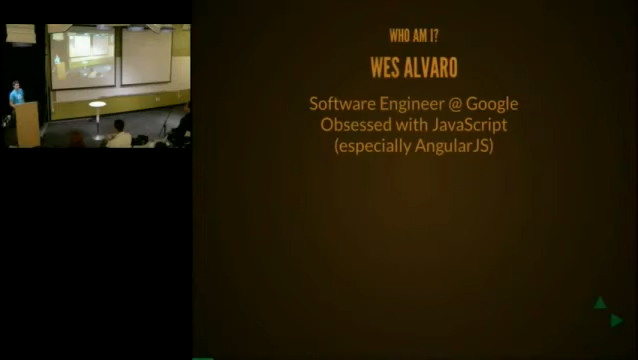 WHO AM I?
WES ALVARO
Software Engineer @ Google
Obsessed with JavaScript
(especially AngularJS)